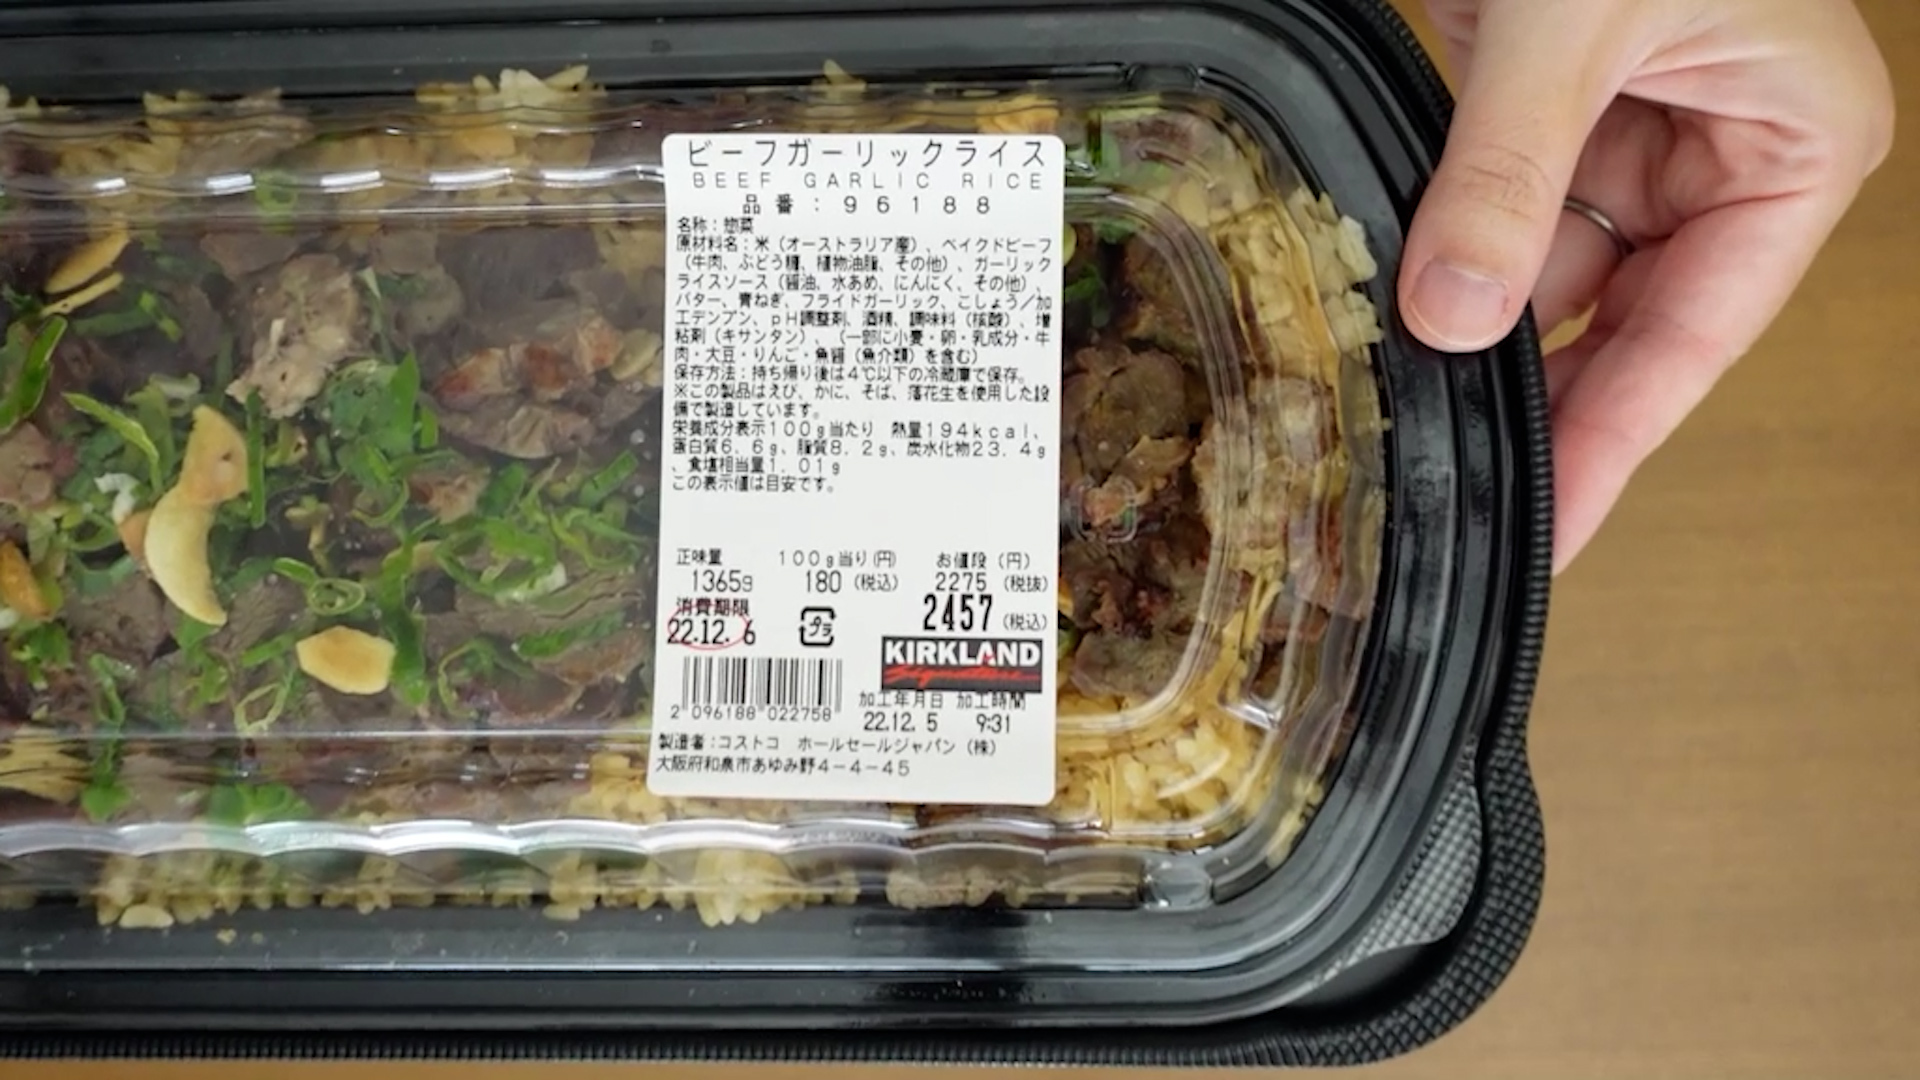 ビーフガーリックライス
BEEF GARLIC RICE
品番:96188
名称:惣菜
原材料名:米(オーストラリア産)、ベイクドビーフ
(牛肉、ぶどう糖、植物油脂、その他)、ガーリック
ライスソース(醤油、水あめ、にんにく、その他)、
バター、青ねぎ、フライドガーリック、こしょう/加
工デンプン、pH調整剤、酒精、調味料(核酸)、増
粘剤(キサンタン)、(一部に小麦・卵・乳成分・牛
肉・大豆・りんご・魚醤(魚介類)を含む)
保存方法:持ち帰り後は4℃以下の冷蔵庫で保存。
※この製品はえび、かに、そば、落花生を使用した設
備で製造しています。
栄養成分表示100g当たり 熱量194kcal、
蛋白質6.6g、脂質8.2g、炭水化物23.4g
、食塩相当量1.01g
この表示値は目安です。
正味量 100g当り(円) お値段(円)
1365g 180(税込) 2275(税抜)
消費期限 2457(税込)
22.12.6 プラ
KIRKLAND
Signature
加工年月日 加工時間
2 096188 022758 22.12.5 9:31
製造者:コストコ ホールセールジャパン(株)
大阪府和泉市あゆみ野4-4-45